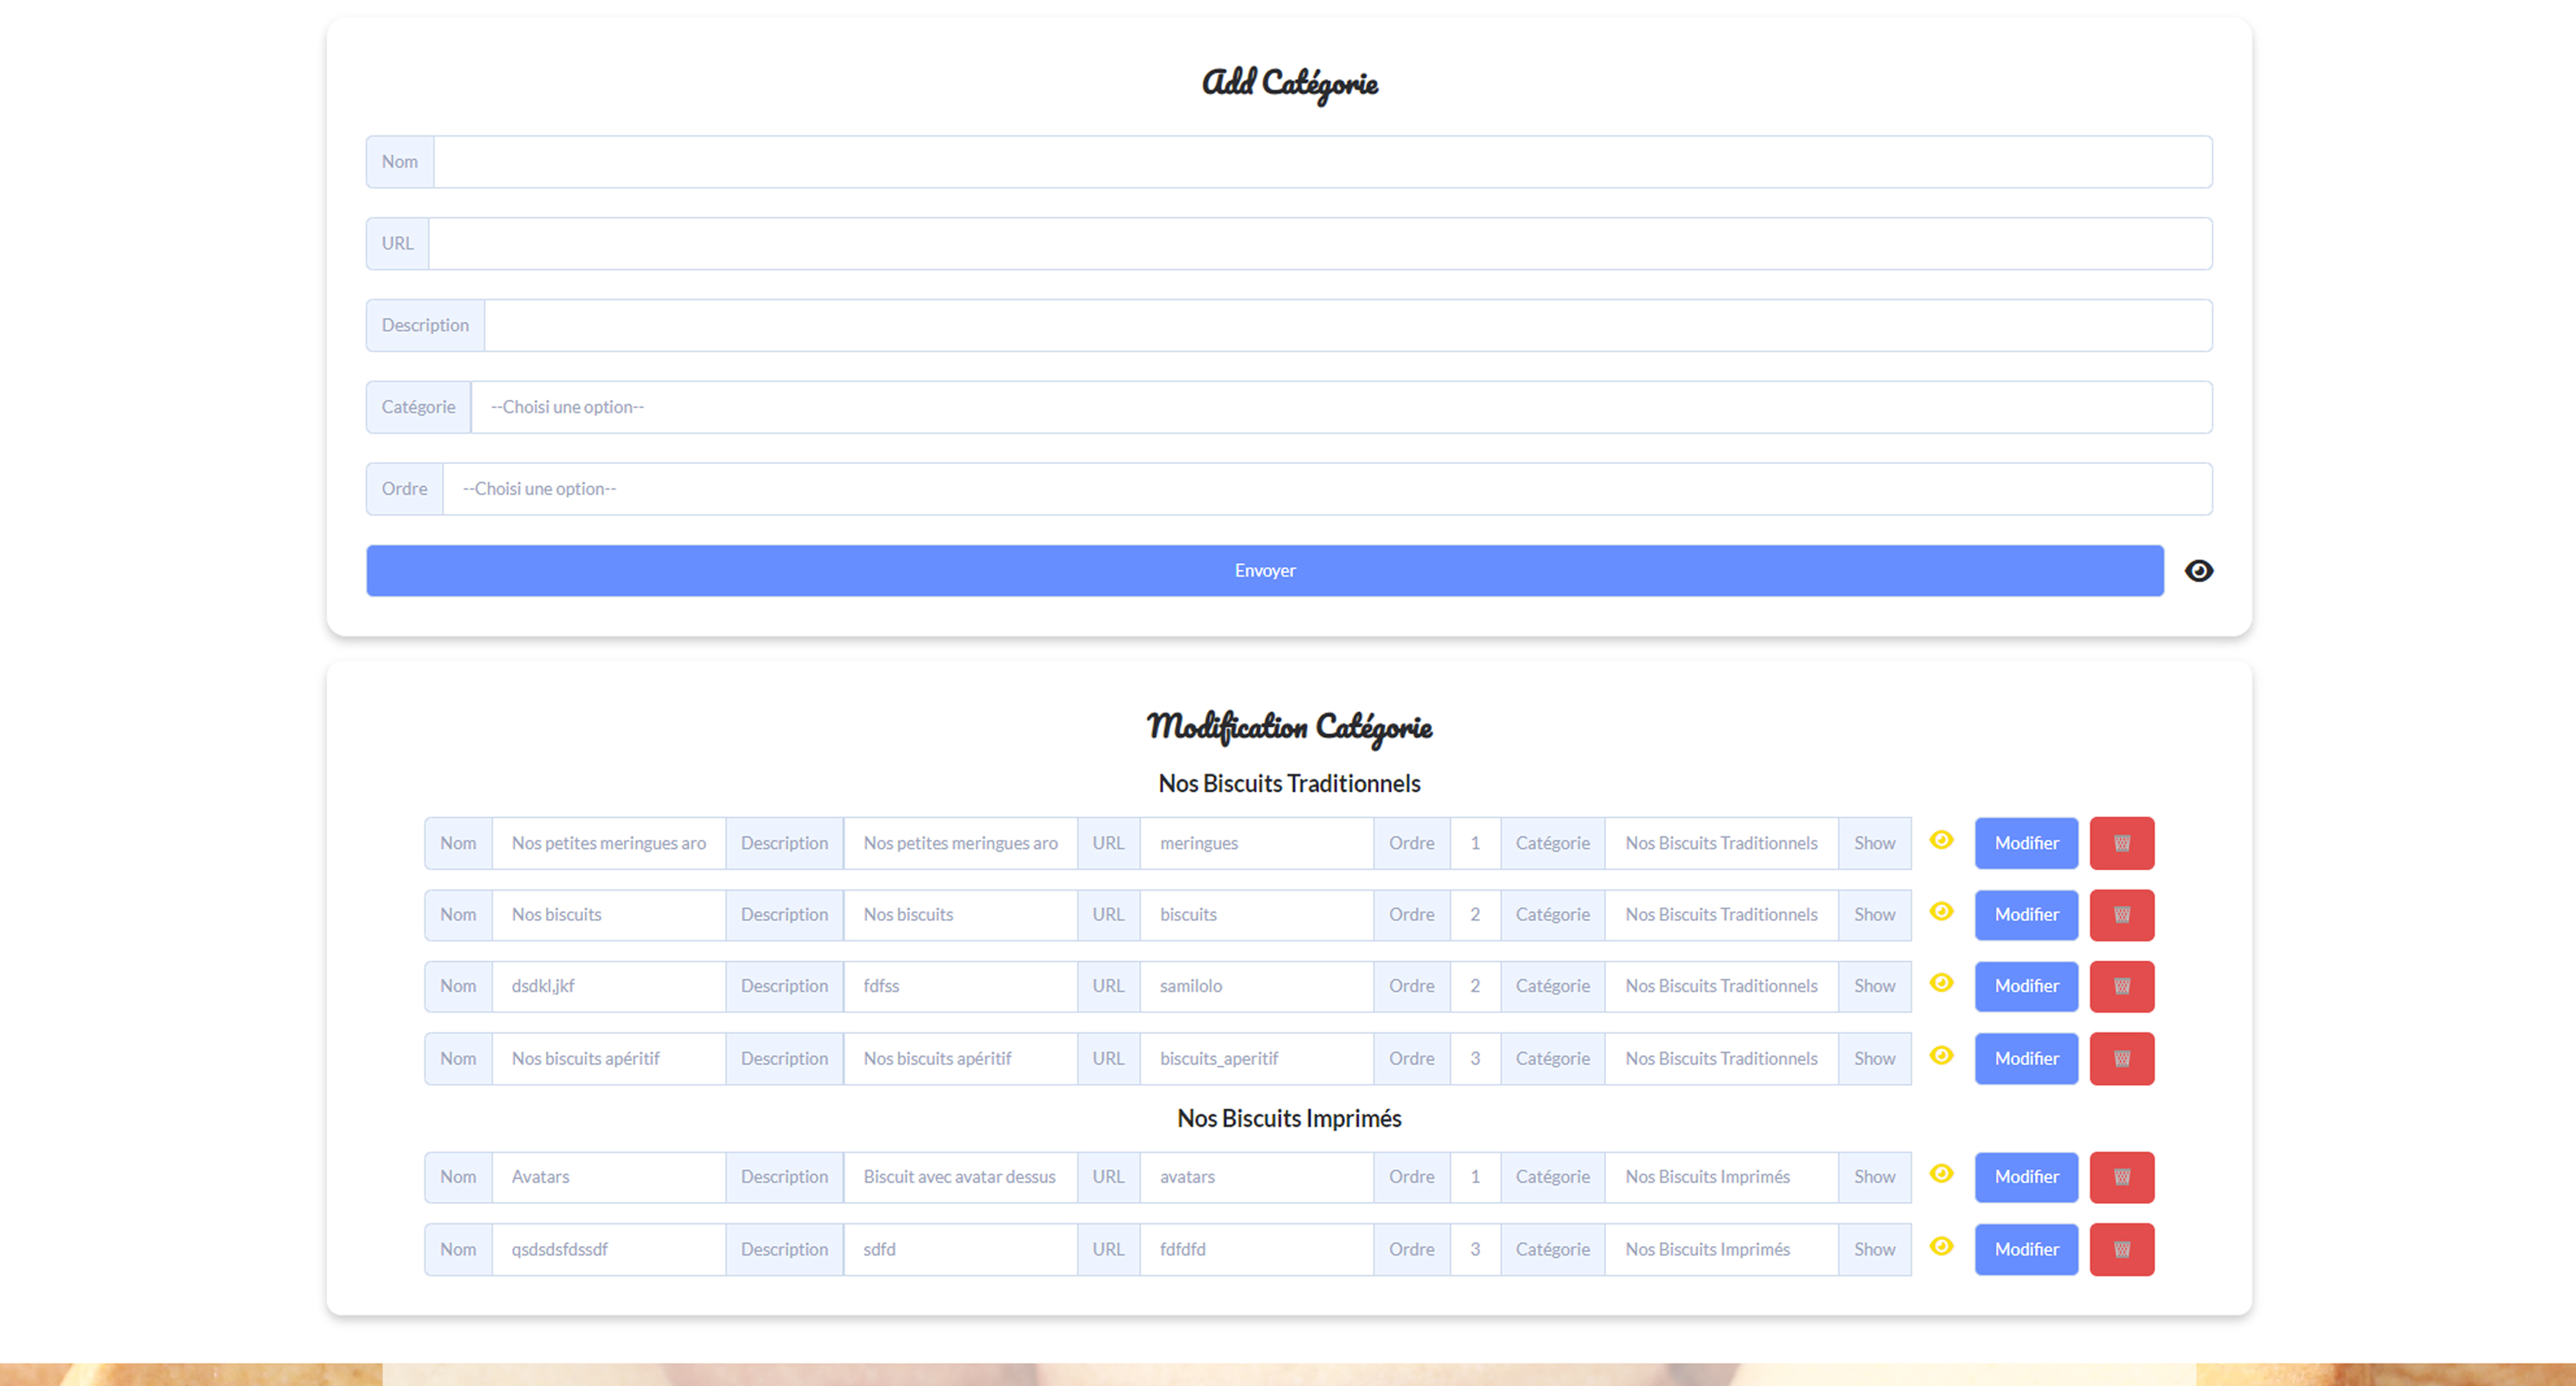 Add Catégorie
Nom
URL
Description
Catégorie --Choisi une option--
Ordre --Choisi une option--
Envoyer
Modification Catégorie
Nos Biscuits Traditionnels
Nom Nos petites meringues aro Description Nos petites meringues aro URL meringues Ordre 1 Catégorie Nos Biscuits Traditionnels Show Modifier
Nom Nos biscuits Description Nos biscuits URL biscuits Ordre 2 Catégorie Nos Biscuits Traditionnels Show Modifier
Nom dsdkl,jkf Description fdfss URL samilolo Ordre 2 Catégorie Nos Biscuits Traditionnels Show Modifier
Nom Nos biscuits apéritif Description Nos biscuits apéritif URL biscuits_aperitif Ordre 3 Catégorie Nos Biscuits Traditionnels Show Modifier
Nos Biscuits Imprimés
Nom Avatars Description Biscuit avec avatar dessus URL avatars Ordre 1 Catégorie Nos Biscuits Imprimés Show Modifier
Nom qsdsdsfdssdf Description sdfd URL fdfdfd Ordre 3 Catégorie Nos Biscuits Imprimés Show Modifier